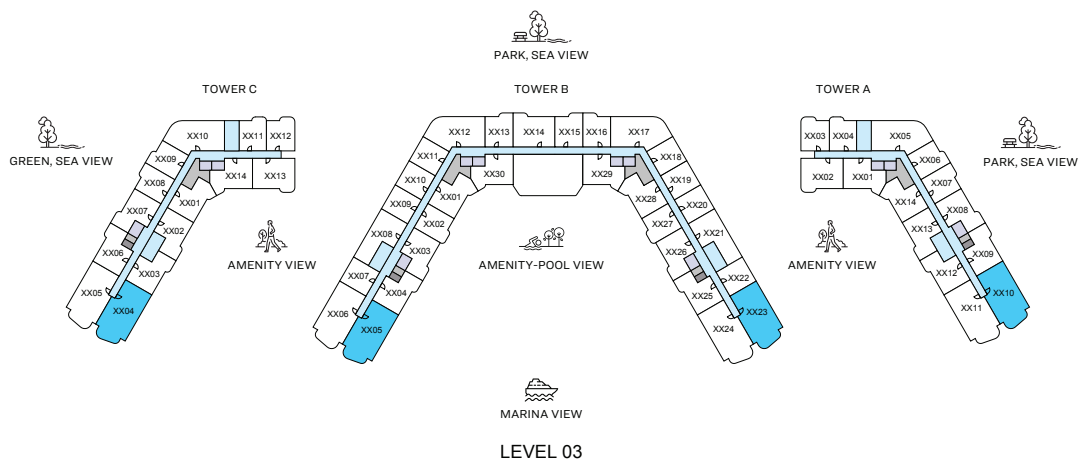 PARK, SEA VIEW
TOWER C
TOWER B
TOWER A
GREEN, SEA VIEW
PARK, SEA VIEW
XX10
XX11
XX12
XX09
XX14
XX13
XX08
XX01
XX07
XX02
XX06
XX03
XX05
XX04
AMENITY VIEW
XX12
XX13
XX14
XX15
XX16
XX17
XX11
XX30
XX29
XX18
XX10
XX01
XX28
XX19
XX09
XX02
XX27
XX20
XX08
XX03
XX26
XX21
XX07
XX04
XX25
XX22
XX06
XX05
XX24
XX23
AMENITY-POOL VIEW
AMENITY VIEW
XX03
XX04
XX05
XX02
XX01
XX06
XX14
XX07
XX13
XX08
XX12
XX09
XX11
XX10
MARINA VIEW
LEVEL 03